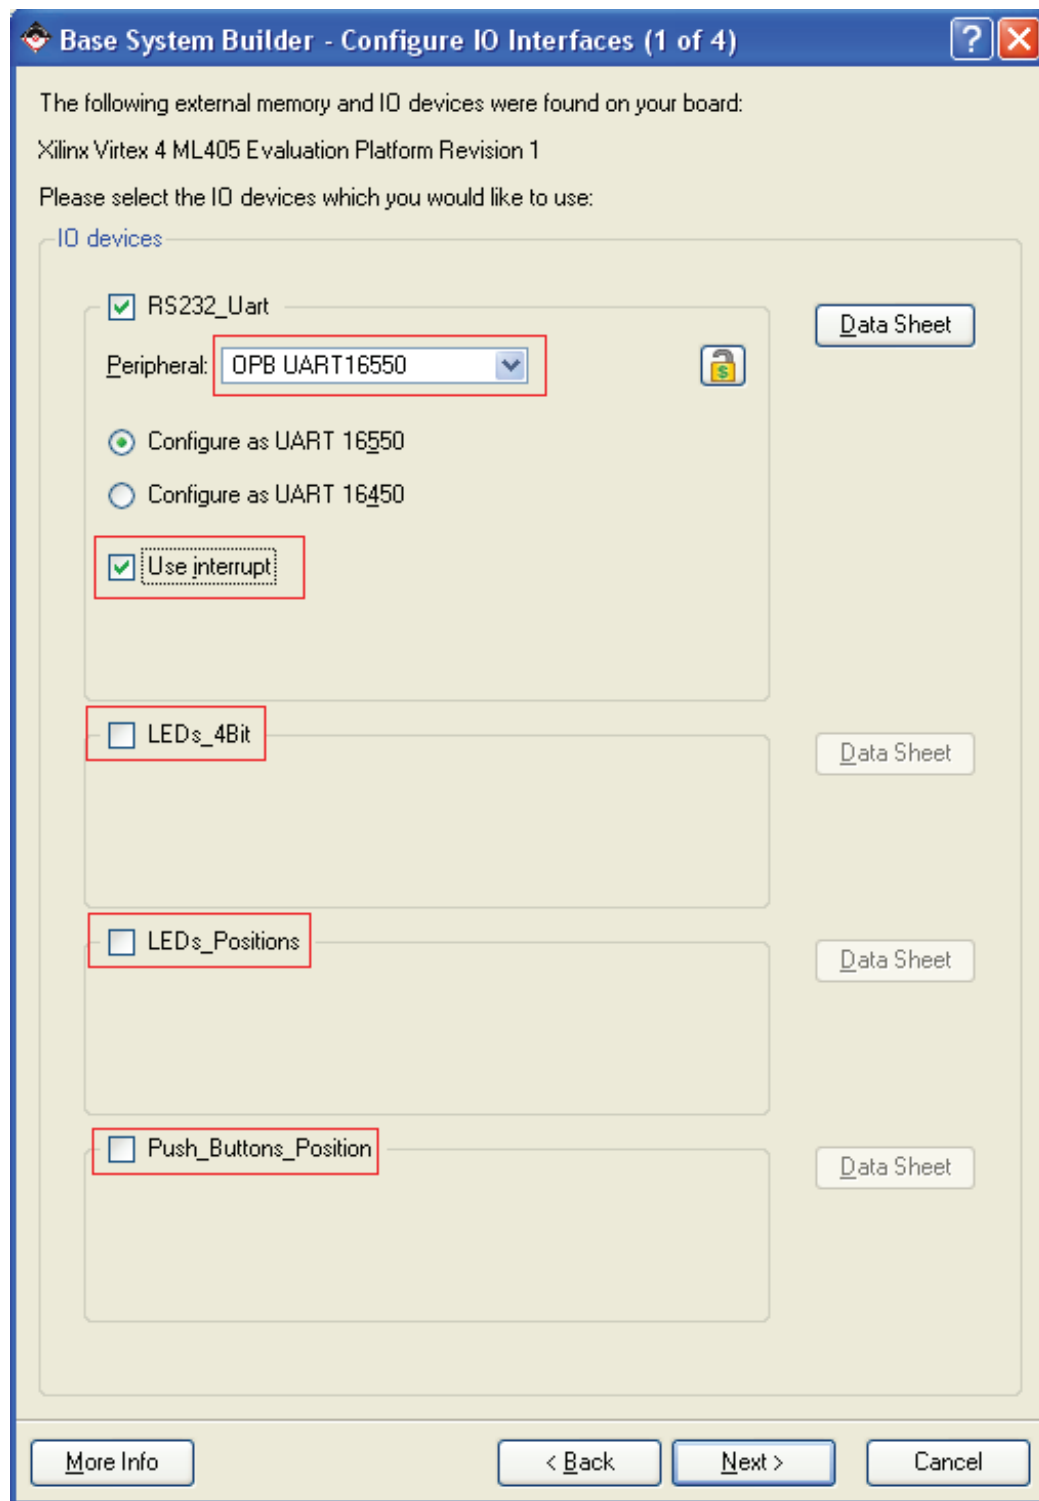 Base System Builder - Configure IO Interfaces (1 of 4)
The following external memory and IO devices were found on your board:
Xilinx Virtex 4 ML405 Evaluation Platform Revision 1
Please select the IO devices which you would like to use:
IO devices
RS232_Uart
Data Sheet
Peripheral: OPB UART16550
Configure as UART 16550
Configure as UART 16450
Use interrupt
LEDs_4Bit
Data Sheet
LEDs_Positions
Data Sheet
Push_Buttons_Position
Data Sheet
More Info < Back Next > Cancel